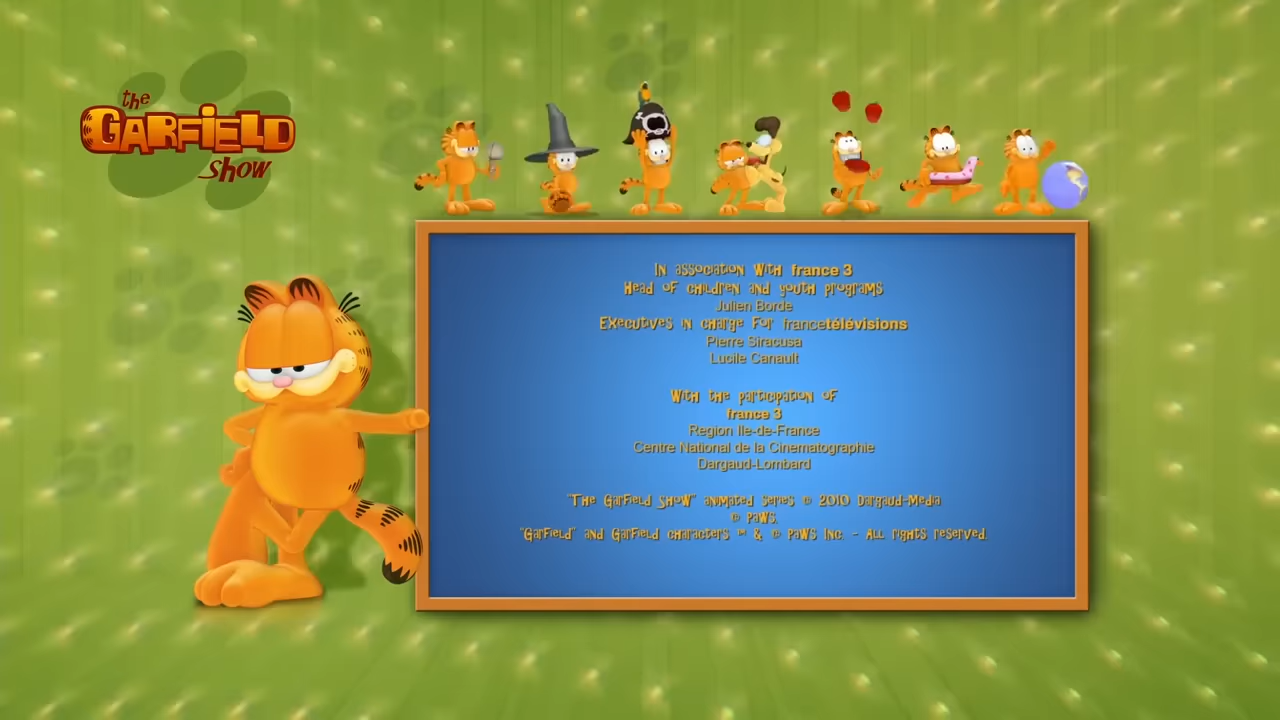 the
GARFIELD
show
In association with france 3
Head of children and youth programs
Julien Borde
Executives in charge for francetélévisions
Pierre Siracusa
Lucile Canault
With the participation of
france 3
Region Ile-de-France
Centre National de la Cinematographie
Dargaud-Lombard
"The Garfield Show" animated series © 2010 Dargaud-Media
© PAWS.
"Garfield" and Garfield characters ™ & © PAWS Inc - All rights reserved.